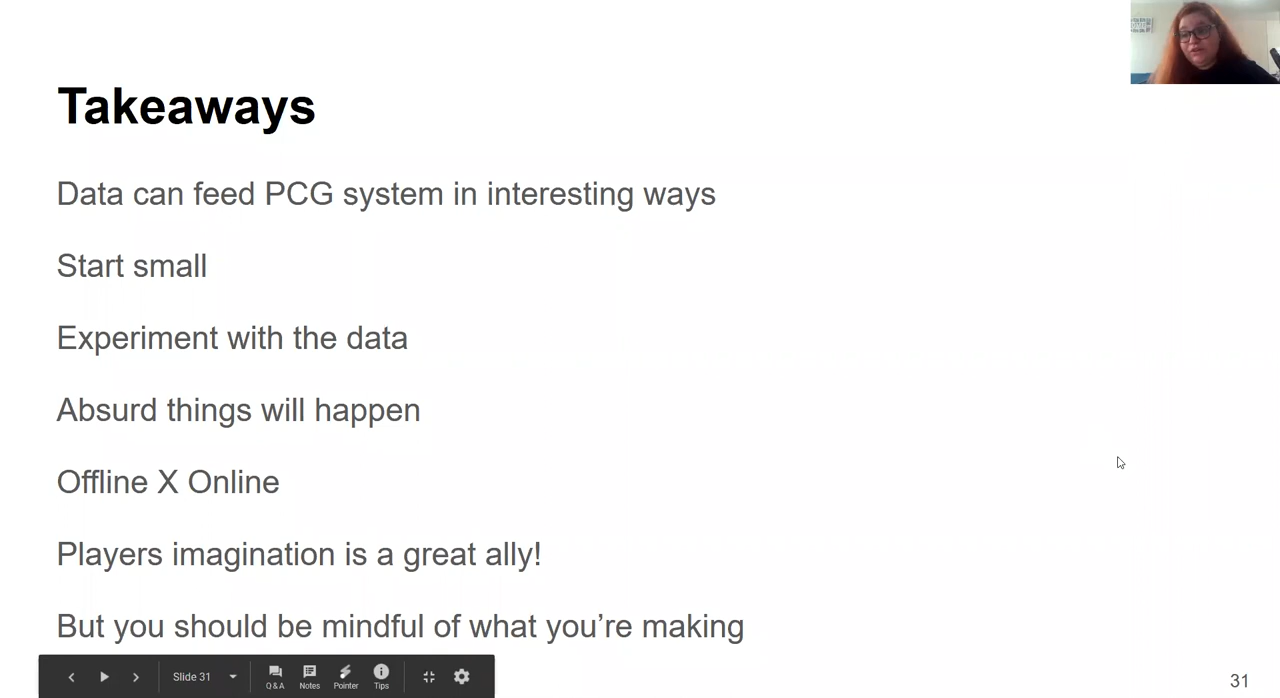 Takeaways
Data can feed PCG system in interesting ways
Start small
Experiment with the data
Absurd things will happen
Offline X Online
Players imagination is a great ally!
But you should be mindful of what you’re making
Slide 31
Q & A
Notes
Pointer
Tips
31